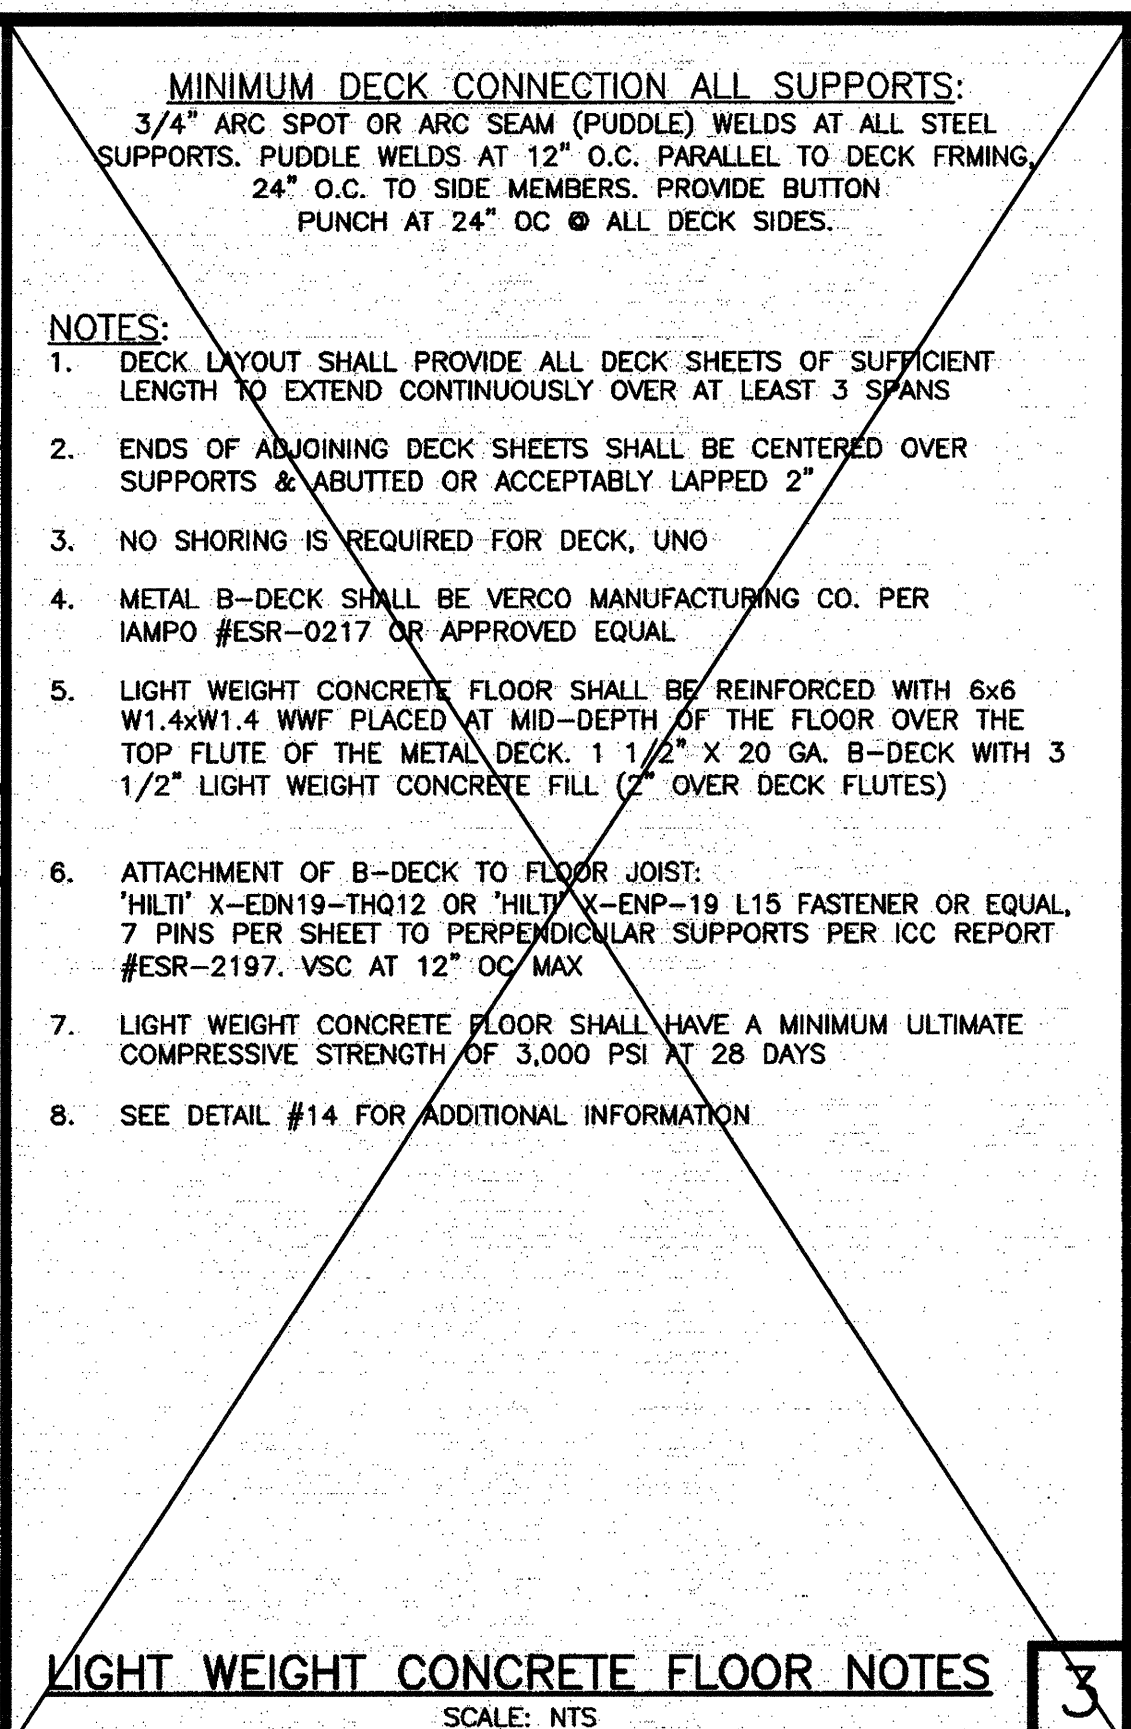 MINIMUM DECK CONNECTION ALL SUPPORTS:
3/4" ARC SPOT OR ARC SEAM (PUDDLE) WELDS AT ALL STEEL
SUPPORTS. PUDDLE WELDS AT 12" O.C. PARALLEL TO DECK FRMING,
24" O.C. TO SIDE MEMBERS. PROVIDE BUTTON
PUNCH AT 24" OC @ ALL DECK SIDES.
NOTES:
1. DECK LAYOUT SHALL PROVIDE ALL DECK SHEETS OF SUFFICIENT
LENGTH TO EXTEND CONTINUOUSLY OVER AT LEAST 3 SPANS
2. ENDS OF ADJOINING DECK SHEETS SHALL BE CENTERED OVER
SUPPORTS & ABUTTED OR ACCEPTABLY LAPPED 2"
3. NO SHORING IS REQUIRED FOR DECK, UNO
4. METAL B-DECK SHALL BE VERCO MANUFACTURING CO. PER
IAMPO #ESR-0217 OR APPROVED EQUAL
5. LIGHT WEIGHT CONCRETE FLOOR SHALL BE REINFORCED WITH 6x6
W1.4xW1.4 WWF PLACED AT MID-DEPTH OF THE FLOOR OVER THE
TOP FLUTE OF THE METAL DECK. 1 1/2" X 20 GA. B-DECK WITH 3
1/2" LIGHT WEIGHT CONCRETE FILL (2" OVER DECK FLUTES)
6. ATTACHMENT OF B-DECK TO FLOOR JOIST:
'HILTI' X-EDN19-THQ12 OR 'HILTI' X-ENP-19 L15 FASTENER OR EQUAL,
7 PINS PER SHEET TO PERPENDICULAR SUPPORTS PER ICC REPORT
#ESR-2197. VSC AT 12" OC MAX
7. LIGHT WEIGHT CONCRETE FLOOR SHALL HAVE A MINIMUM ULTIMATE
COMPRESSIVE STRENGTH OF 3,000 PSI AT 28 DAYS
8. SEE DETAIL #14 FOR ADDITIONAL INFORMATION
LIGHT WEIGHT CONCRETE FLOOR NOTES
3
SCALE: NTS